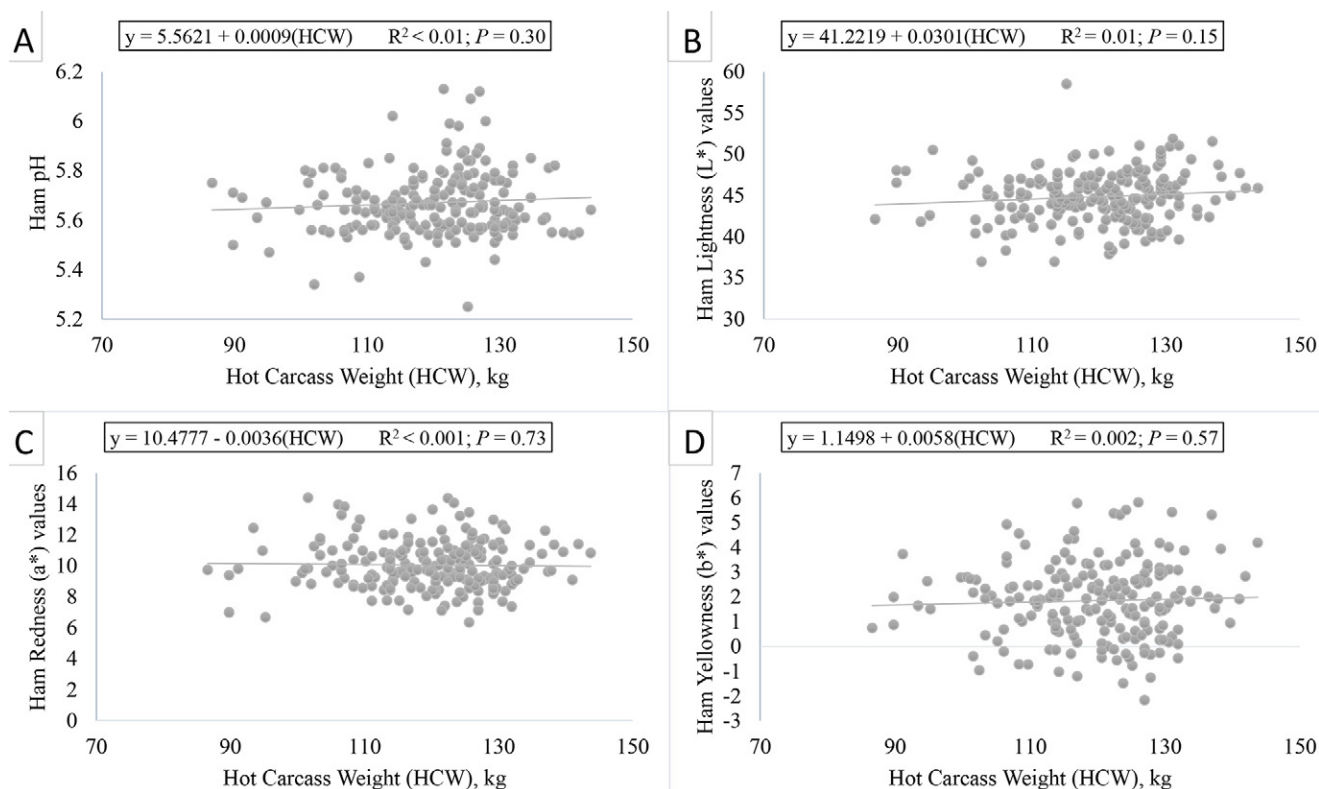 A
y = 5.5621 + 0.0009(HCW) R² < 0.01; P = 0.30
Ham pH
6.2
6
5.8
5.6
5.4
5.2
70 90 110 130 150
Hot Carcass Weight (HCW), kg
B
y = 41.2219 + 0.0301(HCW) R² = 0.01; P = 0.15
Ham Lightness (L*) values
60
55
50
45
40
35
30
70 90 110 130 150
Hot Carcass Weight (HCW), kg
C
y = 10.4777 - 0.0036(HCW) R² < 0.001; P = 0.73
Ham Redness (a*) values
16
14
12
10
8
6
4
2
0
70 90 110 130 150
Hot Carcass Weight (HCW), kg
D
y = 1.1498 + 0.0058(HCW) R² = 0.002; P = 0.57
Ham Yellowness (b*) values
7
6
5
4
3
2
1
0
-1
-2
-3
70 90 110 130 150
Hot Carcass Weight (HCW), kg